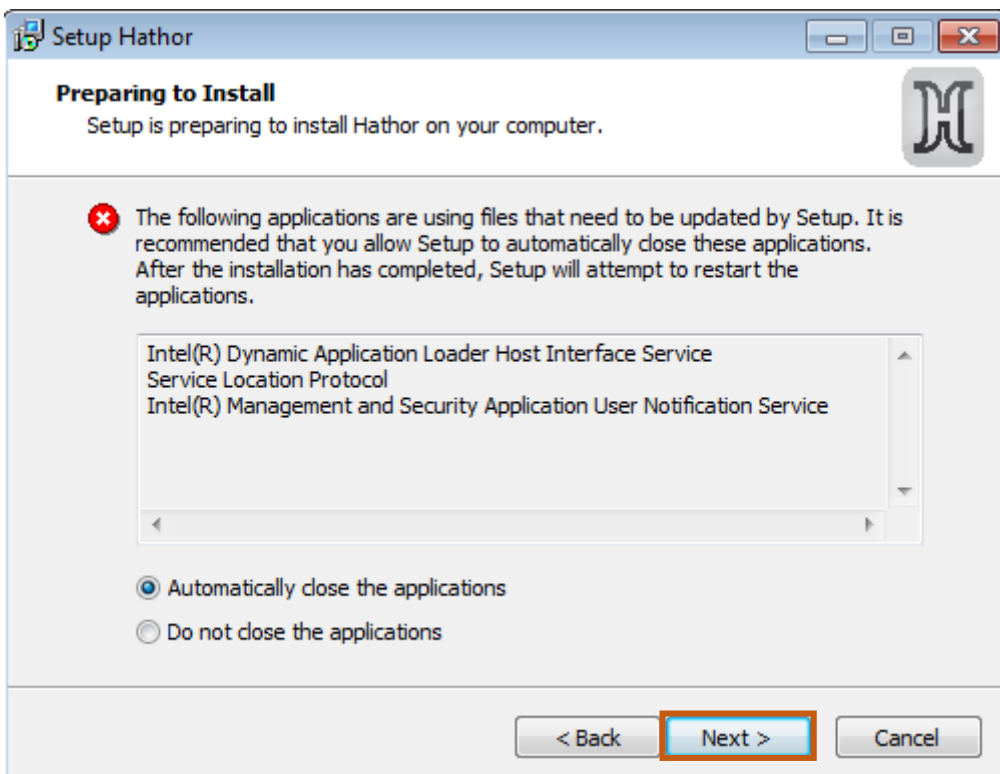 Setup Hathor
Preparing to Install
Setup is preparing to install Hathor on your computer.
H
The following applications are using files that need to be updated by Setup. It is
recommended that you allow Setup to automatically close these applications.
After the installation has completed, Setup will attempt to restart the
applications.
Intel(R) Dynamic Application Loader Host Interface Service
Service Location Protocol
Intel(R) Management and Security Application User Notification Service
Automatically close the applications
Do not close the applications
< Back
Next >
Cancel